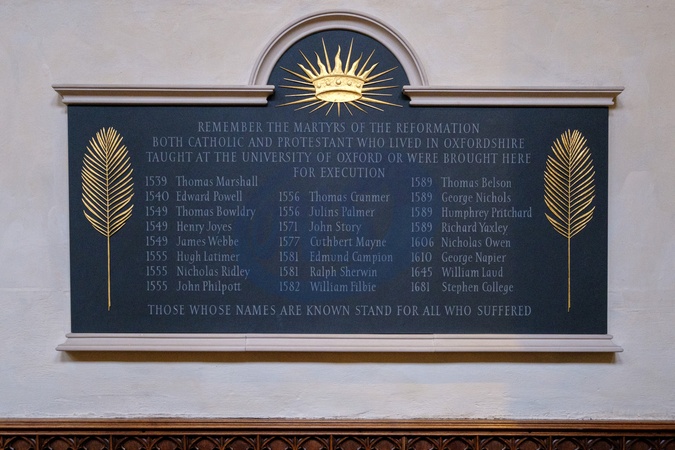 REMEMBER THE MARTYRS OF THE REFORMATION
BOTH CATHOLIC AND PROTESTANT WHO LIVED IN OXFORDSHIRE
TAUGHT AT THE UNIVERSITY OF OXFORD OR WERE BROUGHT HERE
FOR EXECUTION
1539 Thomas Marshall
1540 Edward Powell
1549 Thomas Bowldry
1549 Henry Joyes
1549 James Webbe
1555 Hugh Latimer
1555 Nicholas Ridley
1555 John Philpott
1556 Thomas Cranmer
1556 Julins Palmer
1571 John Story
1577 Cuthbert Mayne
1581 Edmund Campion
1581 Ralph Sherwin
1582 William Filbie
1589 Thomas Belson
1589 George Nichols
1589 Humphrey Pritchard
1589 Richard Yaxley
1606 Nicholas Owen
1610 George Napier
1645 William Laud
1681 Stephen College
THOSE WHOSE NAMES ARE KNOWN STAND FOR ALL WHO SUFFERED